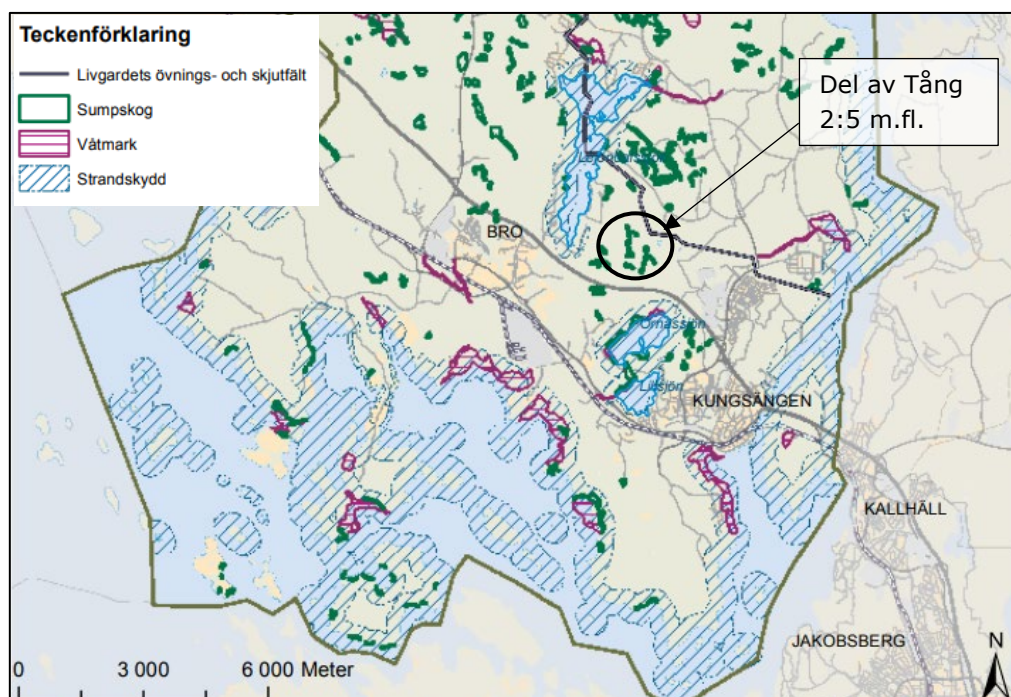 Teckenförklaring
Livgardets övnings- och skjutfält
Sumpskog
Våtmark
Strandskydd
Del av Tång
2:5 m.fl.
BRO
Örnässjön
Lillsjön
KUNGSÄNGEN
KALLHÄLL
JAKOBSBERG
N
0 3 000 6 000 Meter